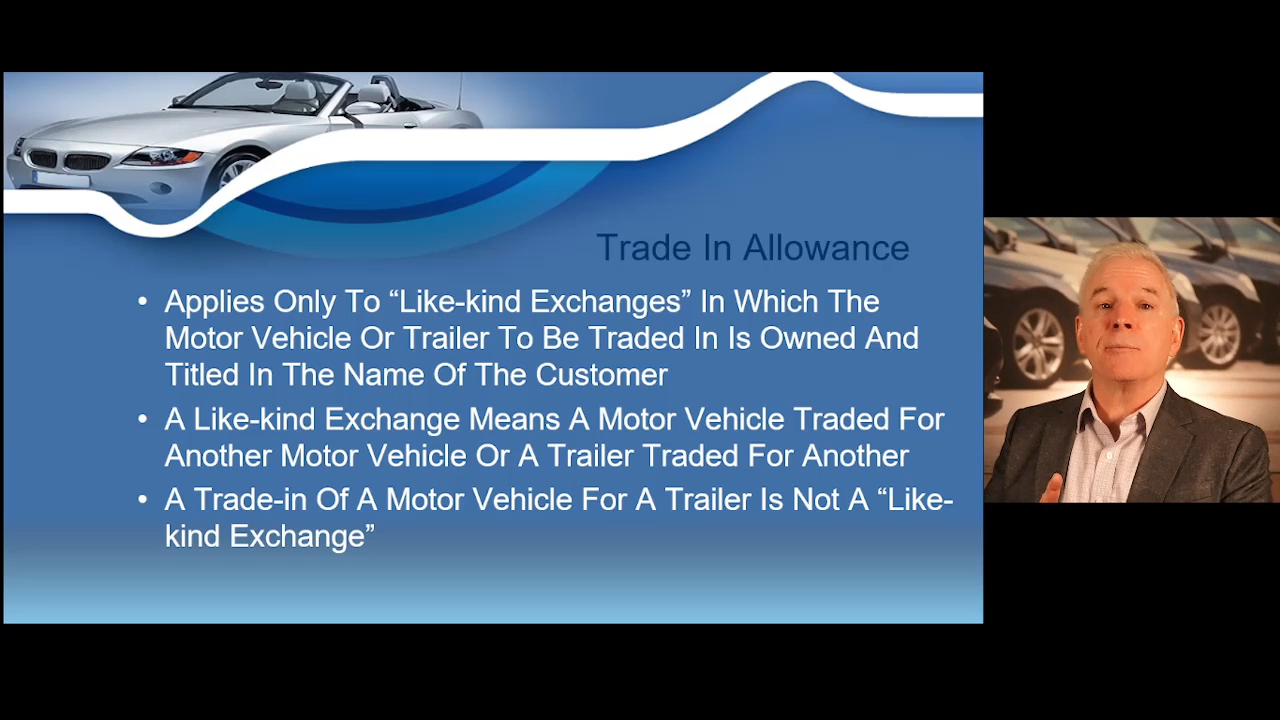 Trade In Allowance
• Applies Only To “Like-kind Exchanges” In Which The
Motor Vehicle Or Trailer To Be Traded In Is Owned And
Titled In The Name Of The Customer
• A Like-kind Exchange Means A Motor Vehicle Traded For
Another Motor Vehicle Or A Trailer Traded For Another
• A Trade-in Of A Motor Vehicle For A Trailer Is Not A “Like-
kind Exchange”